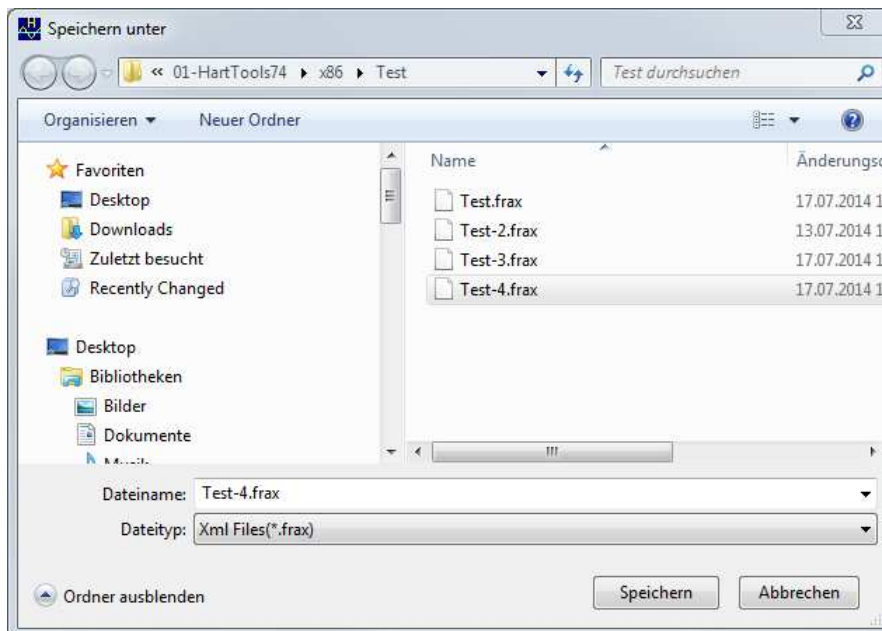 Speichern unter
« 01-HartTools74 ▸ x86 ▸ Test
Test durchsuchen
Organisieren
Neuer Ordner
Favoriten
Desktop
Downloads
Zuletzt besucht
Recently Changed
Desktop
Bibliotheken
Bilder
Dokumente
Musik
Name
Test.frax 17.07.2014 1
Test-2.frax 13.07.2014 1
Test-3.frax 17.07.2014 1
Test-4.frax 17.07.2014 1
Dateiname: Test-4.frax
Dateityp: Xml Files(*.frax)
Ordner ausblenden
Speichern
Abbrechen